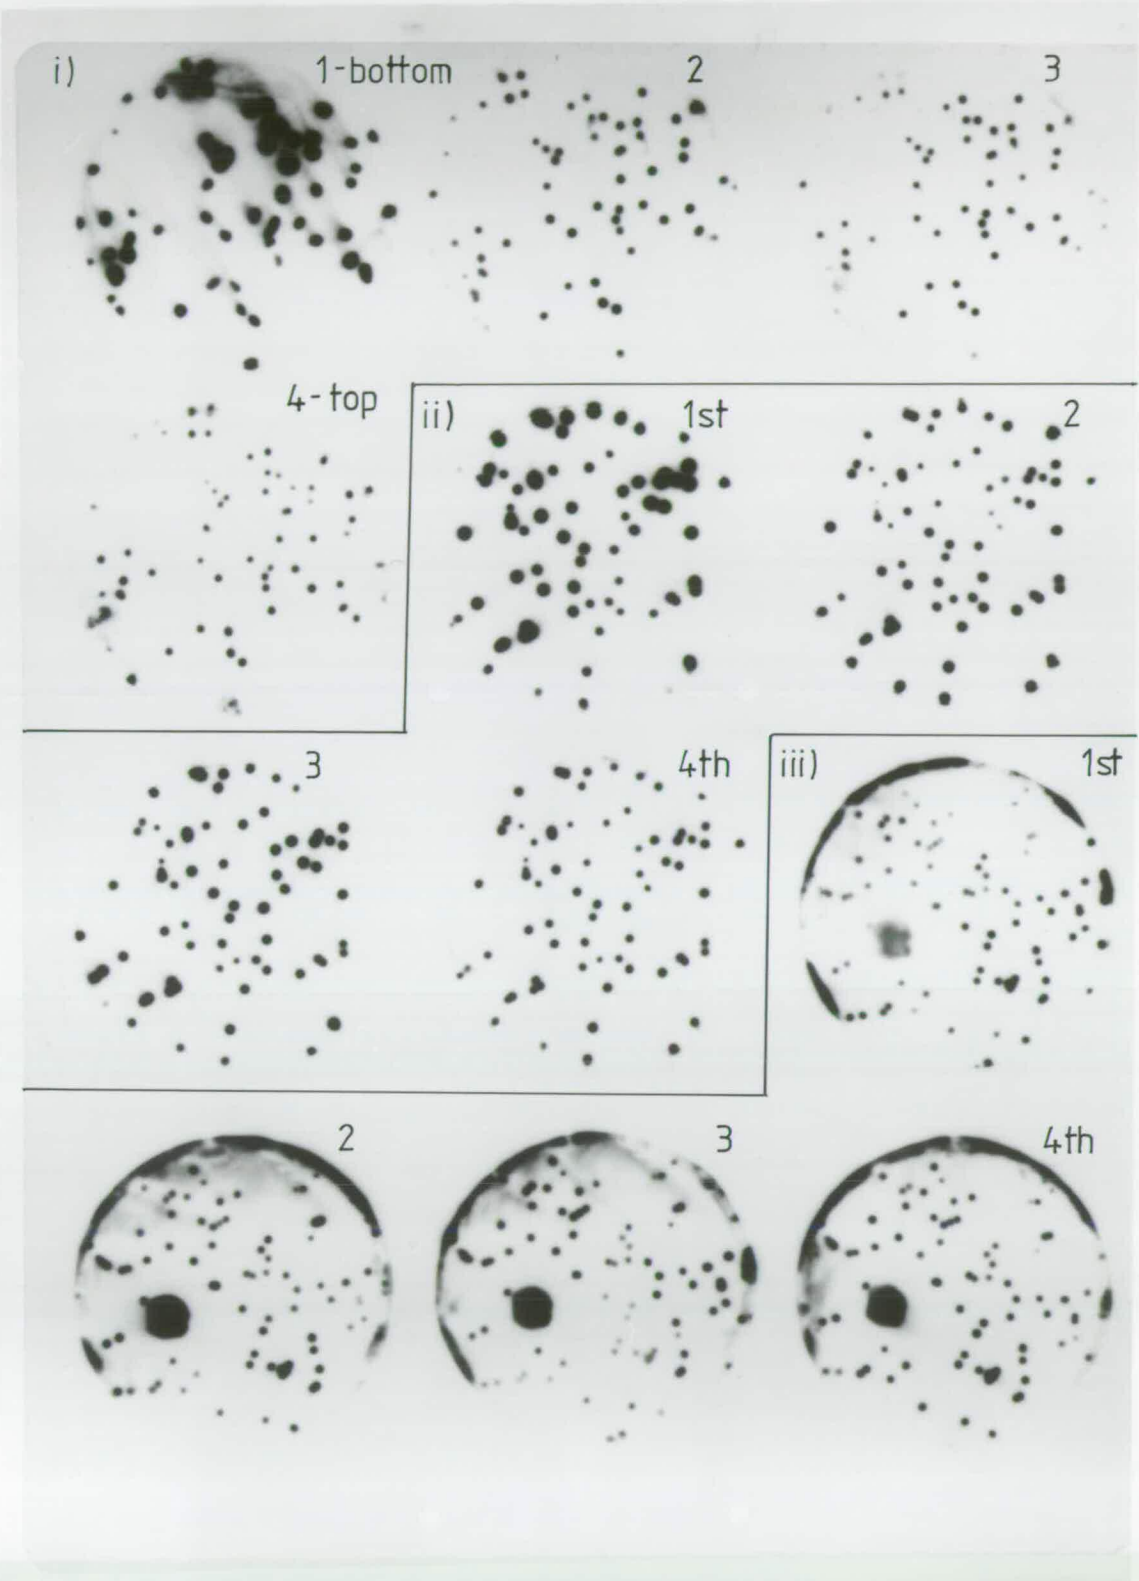 i) 1-bottom 2 3
4-top ii) 1st 2
3 4th iii) 1st
2 3 4th